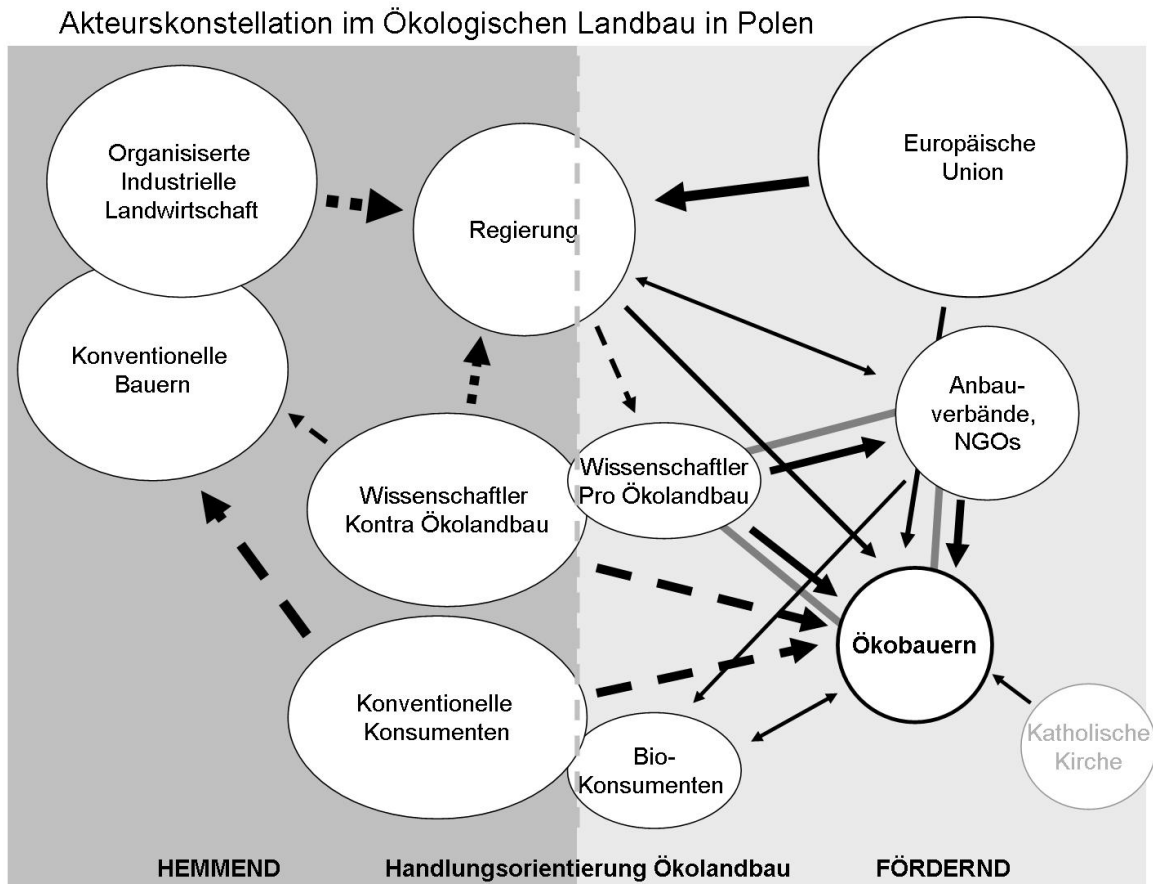 Akteurskonstellation im Ökologischen Landbau in Polen
Organisiserte
Industrielle
Landwirtschaft
Regierung
Europäische
Union
Konventionelle
Bauern
Anbau-
verbände,
NGOs
Wissenschaftler
Kontra Ökolandbau
Wissenschaftler
Pro Ökolandbau
Ökobauern
Konventionelle
Konsumenten
Bio-
Konsumenten
Katholische
Kirche
HEMMEND
Handlungsorientierung Ökolandbau
FÖRDERND